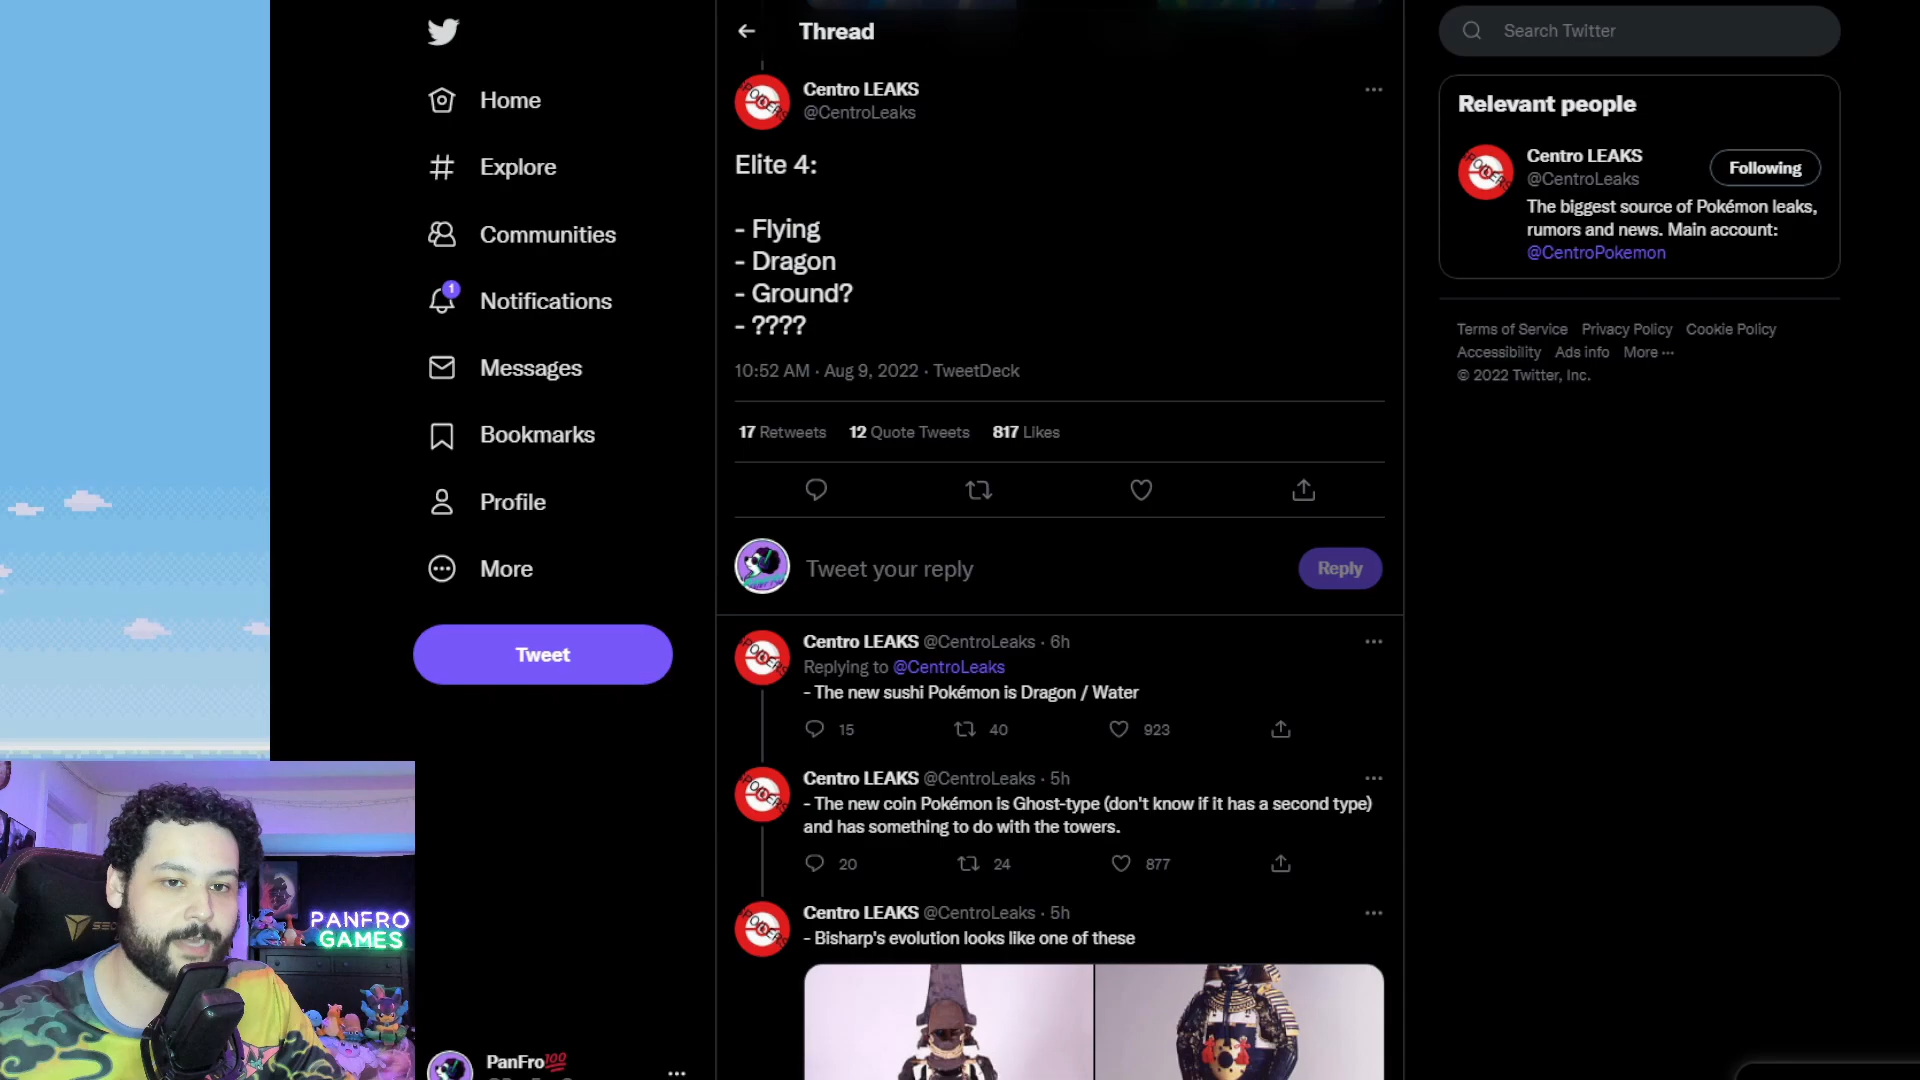 Thread
Search Twitter
Home
Explore
Communities
1
Notifications
Messages
Bookmarks
Profile
More
Tweet
Centro LEAKS
@CentroLeaks
Elite 4:
- Flying
- Dragon
- Ground?
- ????
10:52 AM · Aug 9, 2022 · TweetDeck
17 Retweets 12 Quote Tweets 817 Likes
Tweet your reply
Reply
Centro LEAKS @CentroLeaks · 6h
Replying to @CentroLeaks
- The new sushi Pokémon is Dragon / Water
15 40 923
Centro LEAKS @CentroLeaks · 5h
- The new coin Pokémon is Ghost-type (don't know if it has a second type)
and has something to do with the towers.
20 24 877
Centro LEAKS @CentroLeaks · 5h
- Bisharp's evolution looks like one of these
Relevant people
Centro LEAKS
@CentroLeaks
Following
The biggest source of Pokémon leaks,
rumors and news. Main account:
@CentroPokemon
Terms of Service Privacy Policy Cookie Policy
Accessibility Ads info More ···
© 2022 Twitter, Inc.
PANFRO
GAMES
PanFro💯